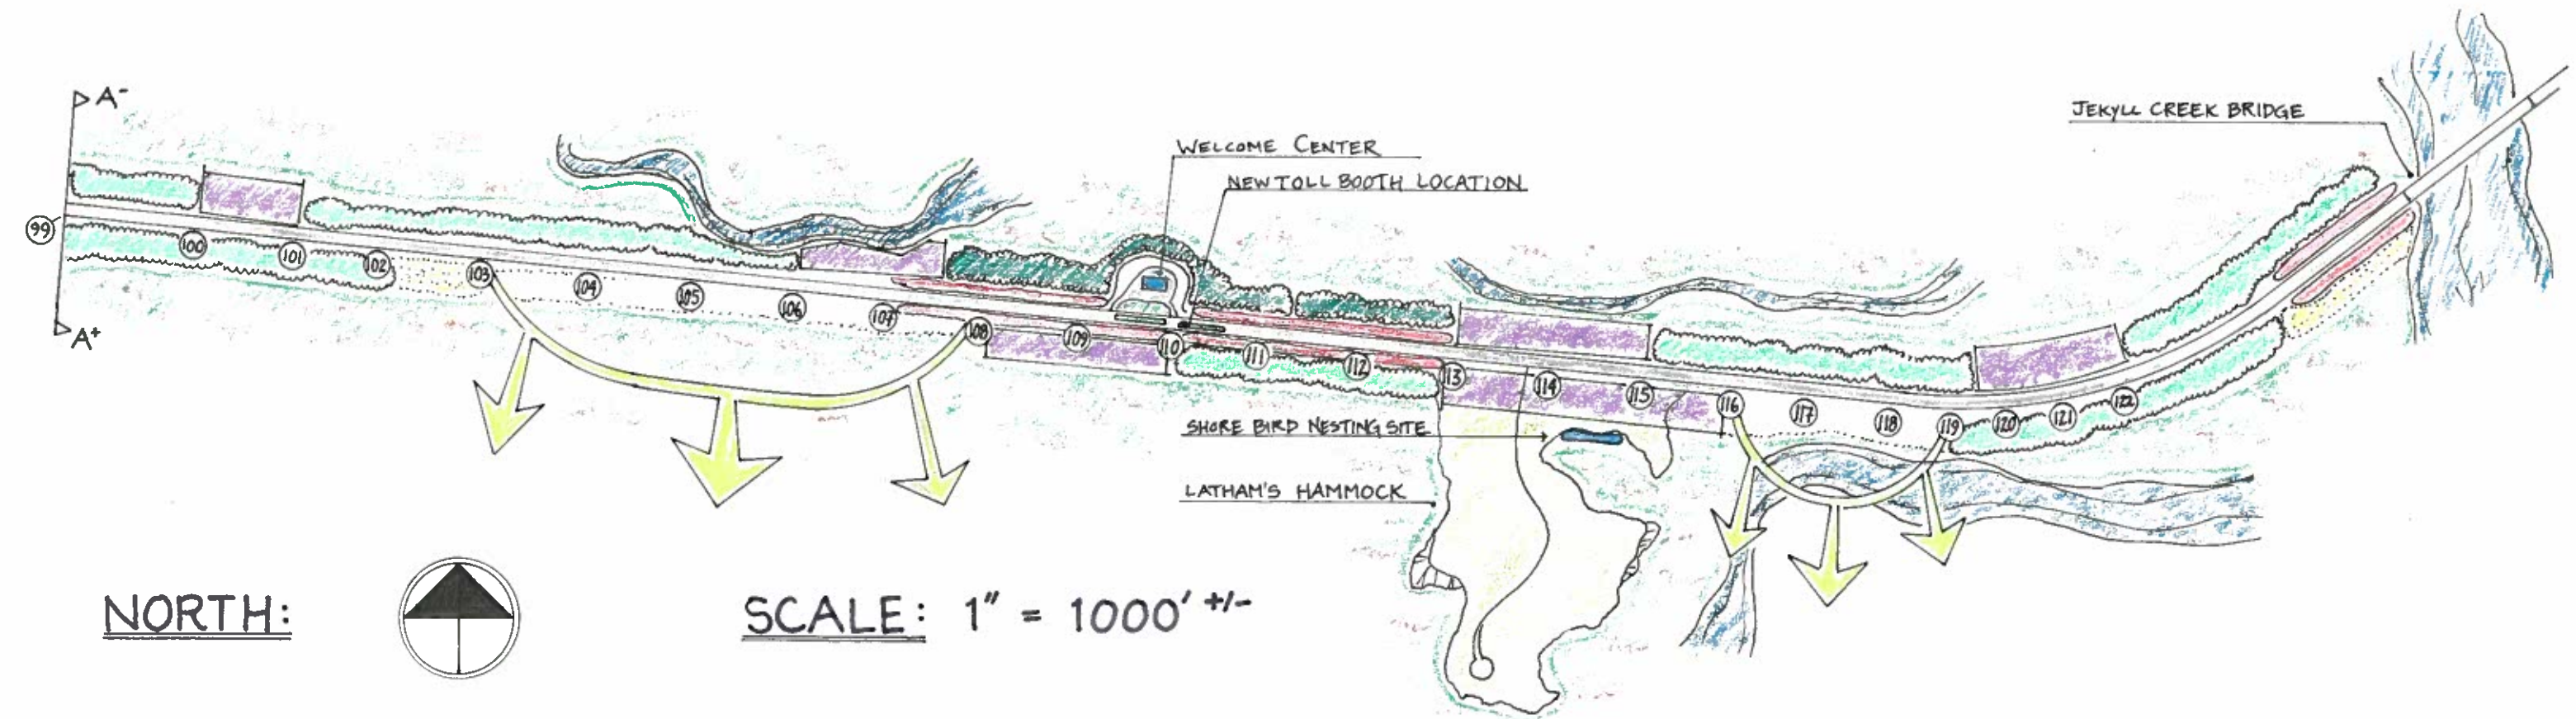 A-
JEKYLL CREEK BRIDGE
WELCOME CENTER
NEW TOLL BOOTH LOCATION
99
100
101
102
103
104
105
106
107
108
109
110
111
112
113
114
115
116
117
118
119
120
121
122
A+
SHORE BIRD NESTING SITE
LATHAM'S HAMMOCK
NORTH:
SCALE: 1" = 1000' +/-